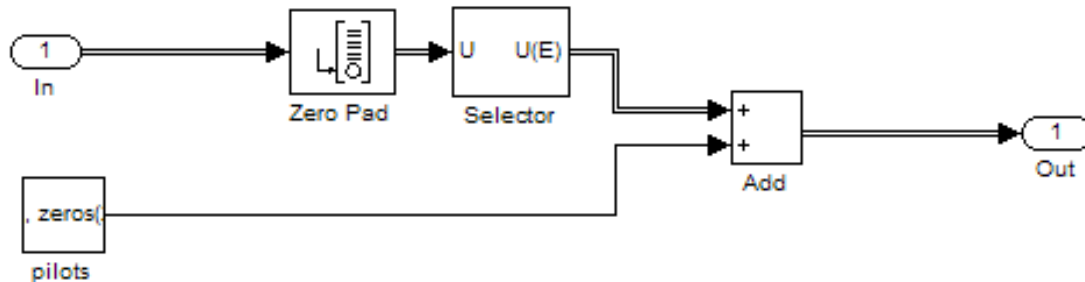 1
In
Zero Pad
U
U(E)
Selector
+
+
Add
1
Out
, zeros(
pilots